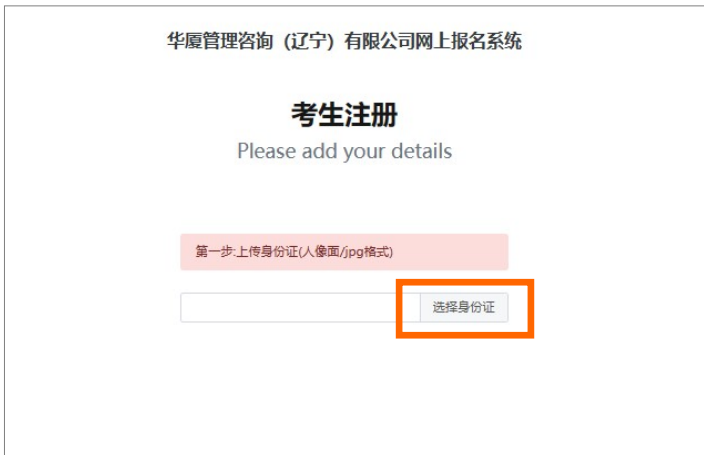 华厦管理咨询（辽宁）有限公司网上报名系统
考生注册
Please add your details
第一步:上传身份证(人像面/jpg格式)
选择身份证